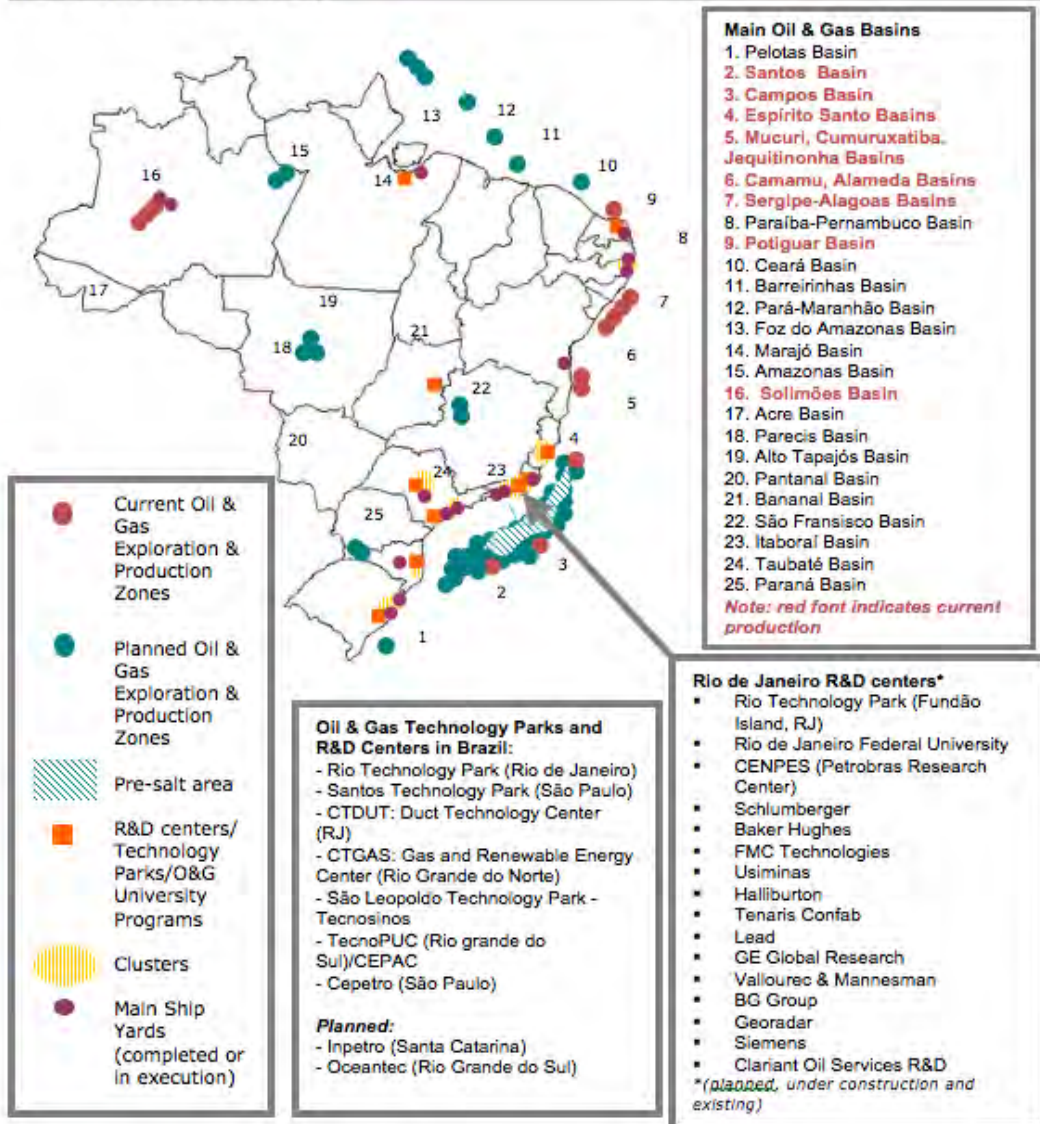 13
12
11
10
15
14
16
9
8
17
19
7
18
21
6
22
5
20
4
24
23
25
3
2
1
Main Oil & Gas Basins
1. Pelotas Basin
2. Santos Basin
3. Campos Basin
4. Espírito Santo Basins
5. Mucuri, Cumuruxatiba,
Jequitinonha Basins
6. Camamu, Alameda Basins
7. Sergipe-Alagoas Basins
8. Paraíba-Pernambuco Basin
9. Potiguar Basin
10. Ceará Basin
11. Barreirinhas Basin
12. Pará-Maranhão Basin
13. Foz do Amazonas Basin
14. Marajó Basin
15. Amazonas Basin
16. Solimões Basin
17. Acre Basin
18. Parecis Basin
19. Alto Tapajós Basin
20. Pantanal Basin
21. Bananal Basin
22. São Fransisco Basin
23. Itaboraí Basin
24. Taubaté Basin
25. Paraná Basin
Note: red font indicates current
production
Current Oil &
Gas
Exploration &
Production
Zones
Planned Oil &
Gas
Exploration &
Production
Zones
Pre-salt area
R&D centers/
Technology
Parks/O&G
University
Programs
Clusters
Main Ship
Yards
(completed or
in execution)
Oil & Gas Technology Parks and
R&D Centers in Brazil:
- Rio Technology Park (Rio de Janeiro)
- Santos Technology Park (São Paulo)
- CTDUT: Duct Technology Center
(RJ)
- CTGAS: Gas and Renewable Energy
Center (Rio Grande do Norte)
- São Leopoldo Technology Park -
Tecnosinos
- TecnoPUC (Rio grande do
Sul)/CEPAC
- Cepetro (São Paulo)
Planned:
- Inpetro (Santa Catarina)
- Oceantec (Rio Grande do Sul)
Rio de Janeiro R&D centers*
▪ Rio Technology Park (Fundão
Island, RJ)
▪ Rio de Janeiro Federal University
▪ CENPES (Petrobras Research
Center)
▪ Schlumberger
▪ Baker Hughes
▪ FMC Technologies
▪ Usiminas
▪ Halliburton
▪ Tenaris Confab
▪ Lead
▪ GE Global Research
▪ Vallourec & Mannesman
▪ BG Group
▪ Georadar
▪ Siemens
▪ Clariant Oil Services R&D
*(planned, under construction and
existing)